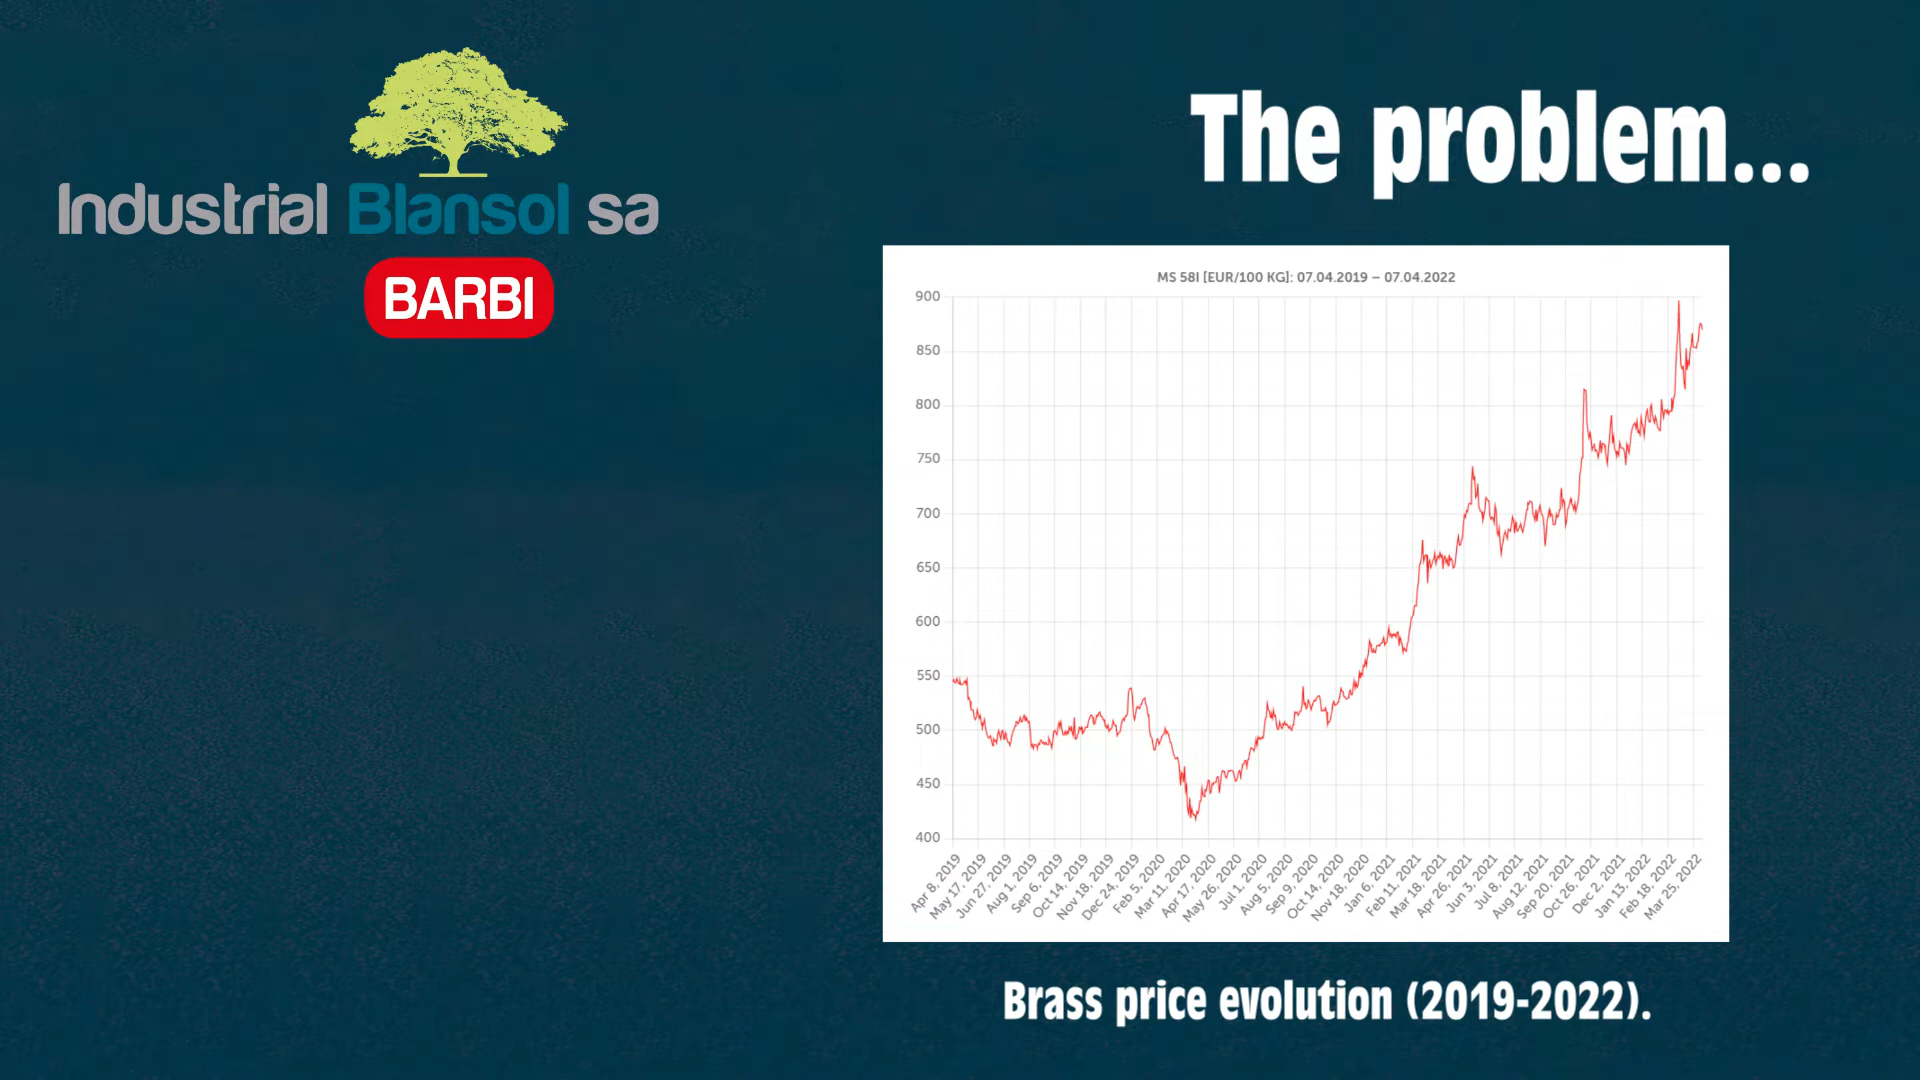 Industrial Blansol sa
BARBI
The problem...
MS 58I [EUR/100 KG]: 07.04.2019 – 07.04.2022
900
850
800
750
700
650
600
550
500
450
400
Apr 8, 2019
May 17, 2019
Jun 27, 2019
Aug 1, 2019
Sep 6, 2019
Oct 14, 2019
Nov 18, 2019
Dec 24, 2019
Feb 5, 2020
Mar 11, 2020
Apr 17, 2020
May 26, 2020
Jul 1, 2020
Aug 5, 2020
Sep 9, 2020
Oct 14, 2020
Nov 18, 2020
Jan 6, 2021
Feb 11, 2021
Mar 18, 2021
Apr 26, 2021
Jun 3, 2021
Jul 8, 2021
Aug 12, 2021
Sep 20, 2021
Oct 26, 2021
Dec 2, 2021
Jan 13, 2022
Feb 18, 2022
Mar 25, 2022
Brass price evolution (2019-2022).